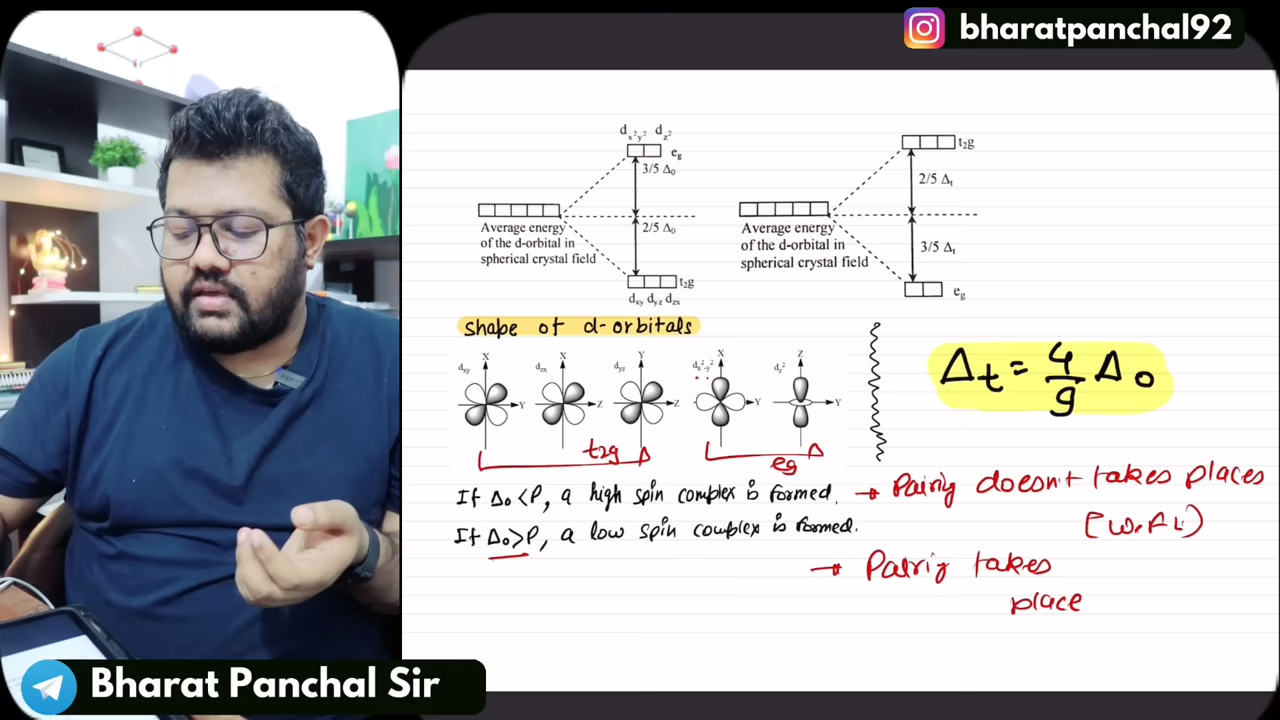 bharatpanchal92
dx²y² dz²
eg
3/5 Δ0
2/5 Δ0
Average energy
of the d-orbital in
spherical crystal field
t2g
dxy dyz dzx
t2g
2/5 Δt
Average energy
of the d-orbital in
spherical crystal field
3/5 Δt
eg
shape of d-orbitals
dxy X Y
dzx X Z
dyz Y Z
dx²-y² X Y
dz² Z Y
t2g
eg
Δt = 4/9 Δo
If Δo<P, a high spin complex is formed. → Pairing doesn't takes places
(W.F.L)
If Δo>P, a low spin complex is formed.
→ Pairing takes
place
Bharat Panchal Sir